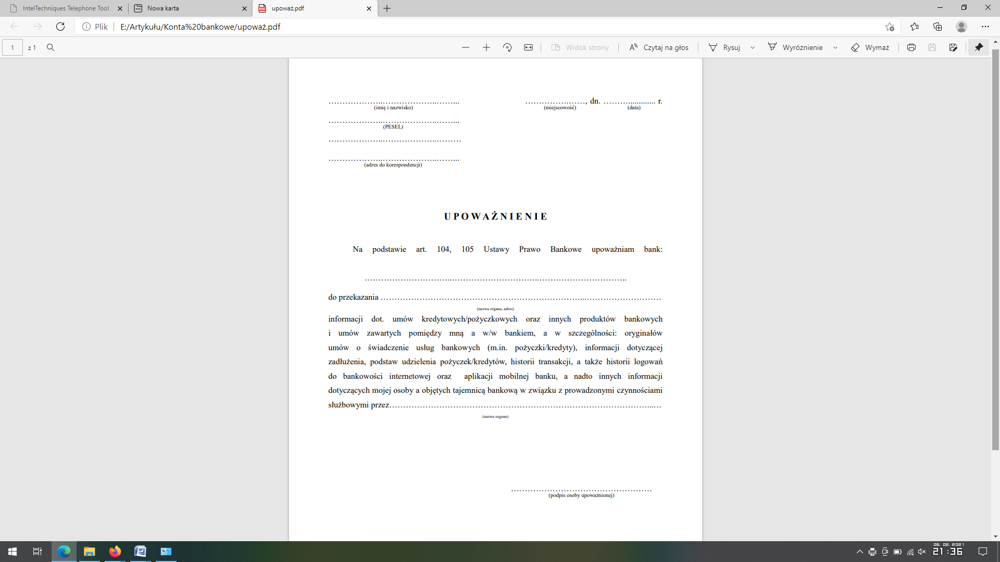 IntelTechniques Telephone Tool
Nowa karta
upoważ.pdf
Plik
E:/Artykułu/Konta%20bankowe/upoważ.pdf
1 z 1
Widok strony
Czytaj na głos
Rysuj
Wyróżnienie
Wymaż
………………..………………..……... …………….……, dn. ………............. r.
(imię i nazwisko) (miejscowość) (data)
………………..………………..……...
(PESEL)
………………..………………..………
………………..………………..……...
(adres do korespondencji)
U P O W A Ż N I E N I E
Na podstawie art. 104, 105 Ustawy Prawo Bankowe upoważniam bank:
…………………………..…………………………..…………………………..
do przekazania ………………………………………………………………...………………………
(nazwa organu, adres)
informacji dot. umów kredytowych/pożyczkowych oraz innych produktów bankowych
i umów zawartych pomiędzy mną a w/w bankiem, a w szczególności: oryginałów
umów o świadczenie usług bankowych (m.in. pożyczki/kredyty), informacji dotyczącej
zadłużenia, podstaw udzielenia pożyczek/kredytów, historii transakcji, a także historii logowań
do bankowości internetowej oraz aplikacji mobilnej banku, a nadto innych informacji
dotyczących mojej osoby a objętych tajemnicą bankową w związku z prowadzonymi czynnościami
służbowymi przez…………………………………………………………………………………...…
(nazwa organu)
……………………………………………
(podpis osoby upoważnionej)
06. 02. 2021
21:36